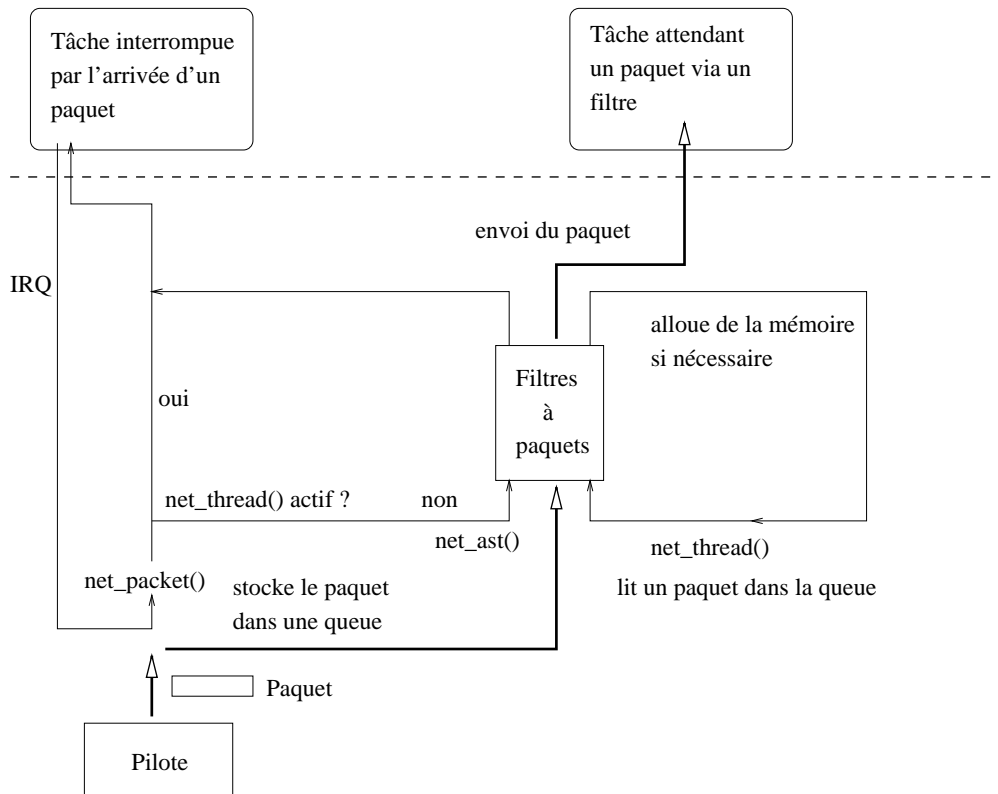 Tâche interrompue
par l'arrivée d'un
paquet
Tâche attendant
un paquet via un
filtre
envoi du paquet
IRQ
alloue de la mémoire
si nécessaire
Filtres
à
paquets
oui
net_thread() actif ?
non
net_ast()
net_thread()
net_packet()
stocke le paquet
dans une queue
lit un paquet dans la queue
Paquet
Pilote